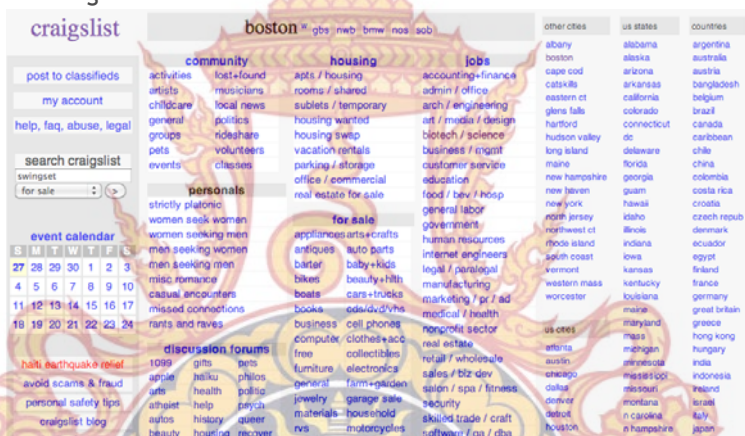 craigslist
post to classifieds
my account
help, faq, abuse, legal
search craigslist
swingset
for sale
>
event calendar
S M T W T F S
27 28 29 30 1 2 3
4 5 6 7 8 9 10
11 12 13 14 15 16 17
18 19 20 21 22 23 24
haiti earthquake relief
avoid scams & fraud
personal safety tips
craigslist blog
boston w gbs nwb bmw nos sob
community
activities lost+found
artists musicians
childcare local news
general politics
groups rideshare
pets volunteers
events classes
personals
strictly platonic
women seek women
women seeking men
men seeking women
men seeking men
misc romance
casual encounters
missed connections
rants and raves
discussion forums
1099 gifts pets
apple haiku philos
arts health politic
atheist help psych
autos history queer
beauty housing recover
housing
apts / housing
rooms / shared
sublets / temporary
housing wanted
housing swap
vacation rentals
parking / storage
office / commercial
real estate for sale
for sale
appliances arts+crafts
antiques auto parts
barter baby+kids
bikes beauty+hlth
boats cars+trucks
books cds/dvd/vhs
business cell phones
computer clothes+acc
free collectibles
furniture electronics
general farm+garden
jewelry garage sale
materials household
rvs motorcycles
jobs
accounting+finance
admin / office
arch / engineering
art / media / design
biotech / science
business / mgmt
customer service
education
food / bev / hosp
general labor
government
human resources
internet engineers
legal / paralegal
manufacturing
marketing / pr / ad
medical / health
nonprofit sector
real estate
retail / wholesale
sales / biz dev
salon / spa / fitness
security
skilled trade / craft
software / qa / dba
other cities
albany
boston
cape cod
catskills
eastern ct
glens falls
hartford
hudson valley
long island
maine
new hampshire
new haven
new york
north jersey
northwest ct
rhode island
south coast
vermont
western mass
worcester
us cities
atlanta
austin
chicago
dallas
denver
detroit
houston
us states
alabama
alaska
arizona
arkansas
california
colorado
connecticut
dc
delaware
florida
georgia
guam
hawaii
idaho
illinois
indiana
iowa
kansas
kentucky
louisiana
maine
maryland
mass
michigan
minnesota
mississippi
missouri
montana
n carolina
n hampshire
countries
argentina
australia
austria
bangladesh
belgium
brazil
canada
caribbean
chile
china
colombia
costa rica
croatia
czech repub
denmark
ecuador
egypt
finland
france
germany
great britain
greece
hong kong
hungary
india
indonesia
ireland
israel
italy
japan